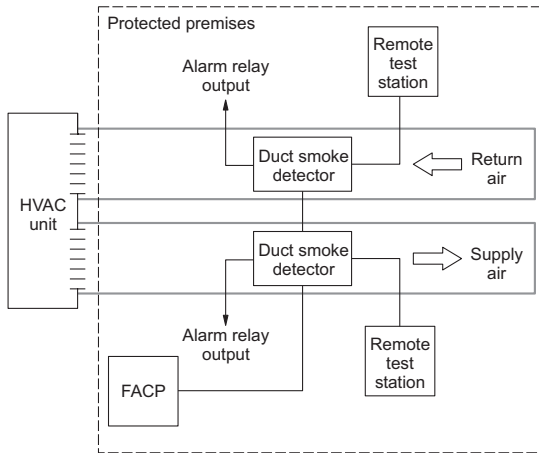 Protected premises
Remote
test
station
Alarm relay
output
HVAC
unit
Duct smoke
detector
Return
air
Duct smoke
detector
Supply
air
Alarm relay
output
Remote
test
station
FACP